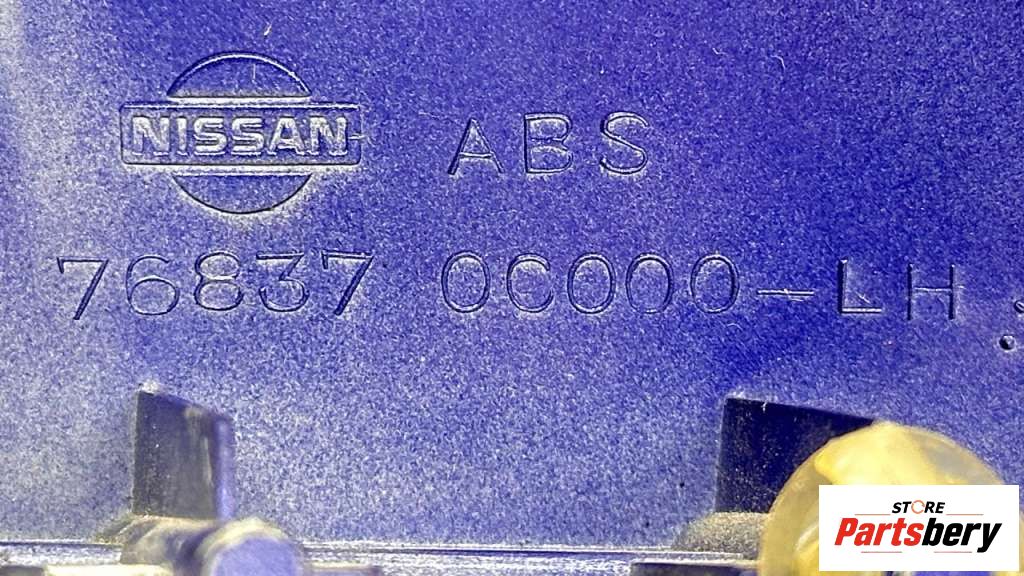 NISSAN ABS
76837 0C000-LH
STORE
Partsbery